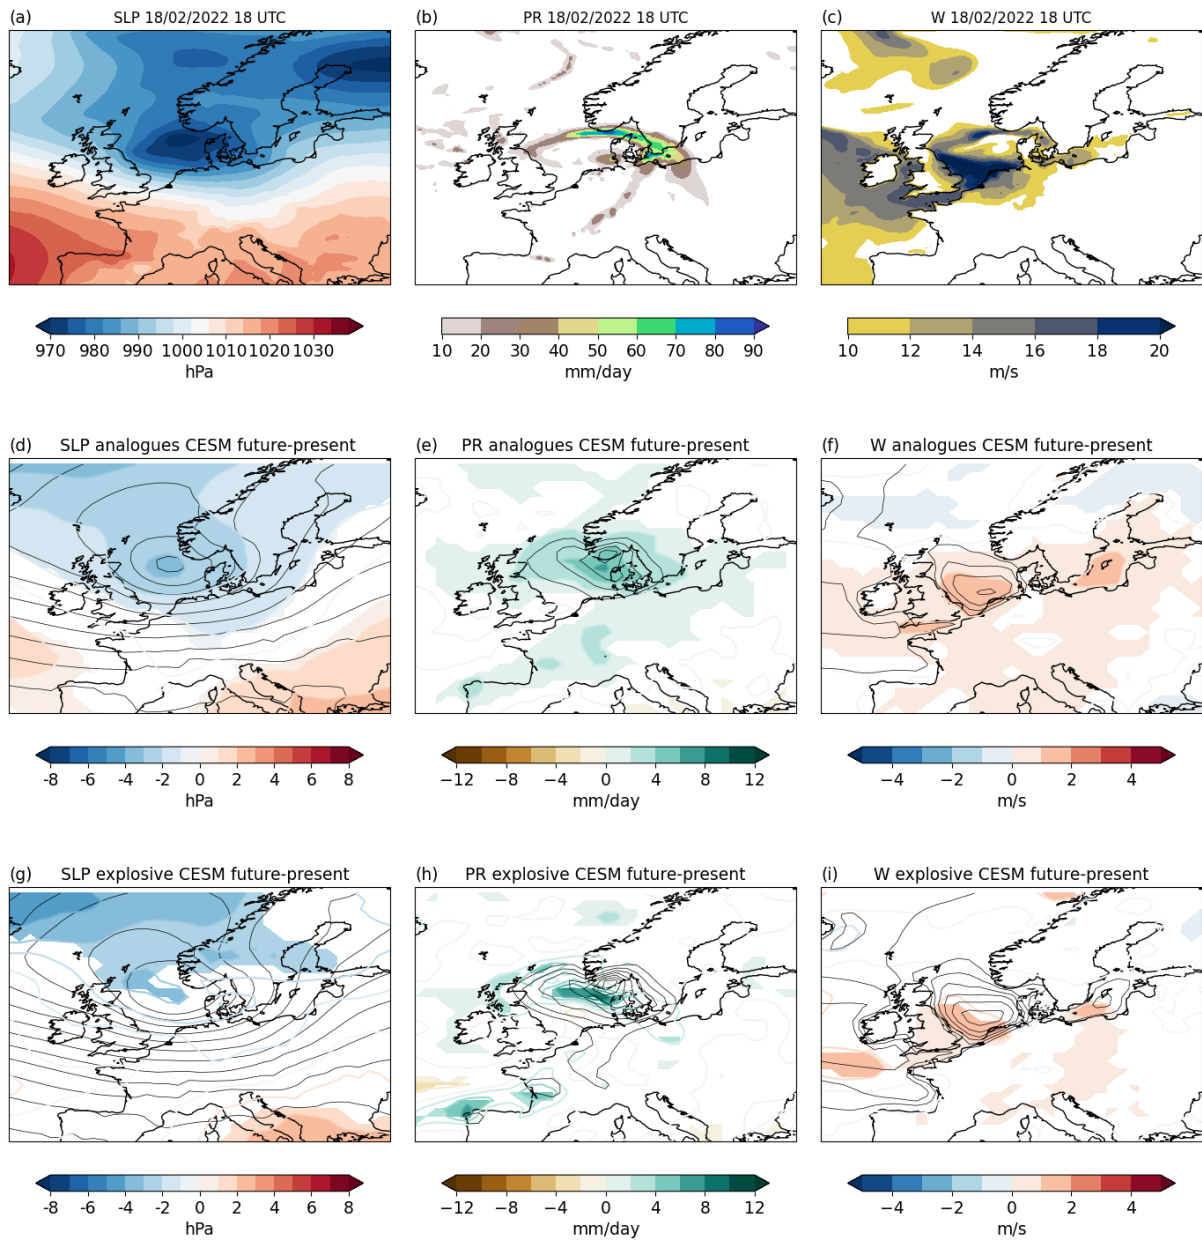 (a) SLP 18/02/2022 18 UTC
(b) PR 18/02/2022 18 UTC
(c) W 18/02/2022 18 UTC
970 980 990 1000 1010 1020 1030
hPa
10 20 30 40 50 60 70 80 90
mm/day
10 12 14 16 18 20
m/s
(d) SLP analogues CESM future-present
(e) PR analogues CESM future-present
(f) W analogues CESM future-present
-8 -6 -4 -2 0 2 4 6 8
hPa
−12 −8 −4 0 4 8 12
mm/day
−4 −2 0 2 4
m/s
(g) SLP explosive CESM future-present
(h) PR explosive CESM future-present
(i) W explosive CESM future-present
-8 -6 -4 -2 0 2 4 6 8
hPa
−12 −8 −4 0 4 8 12
mm/day
−4 −2 0 2 4
m/s